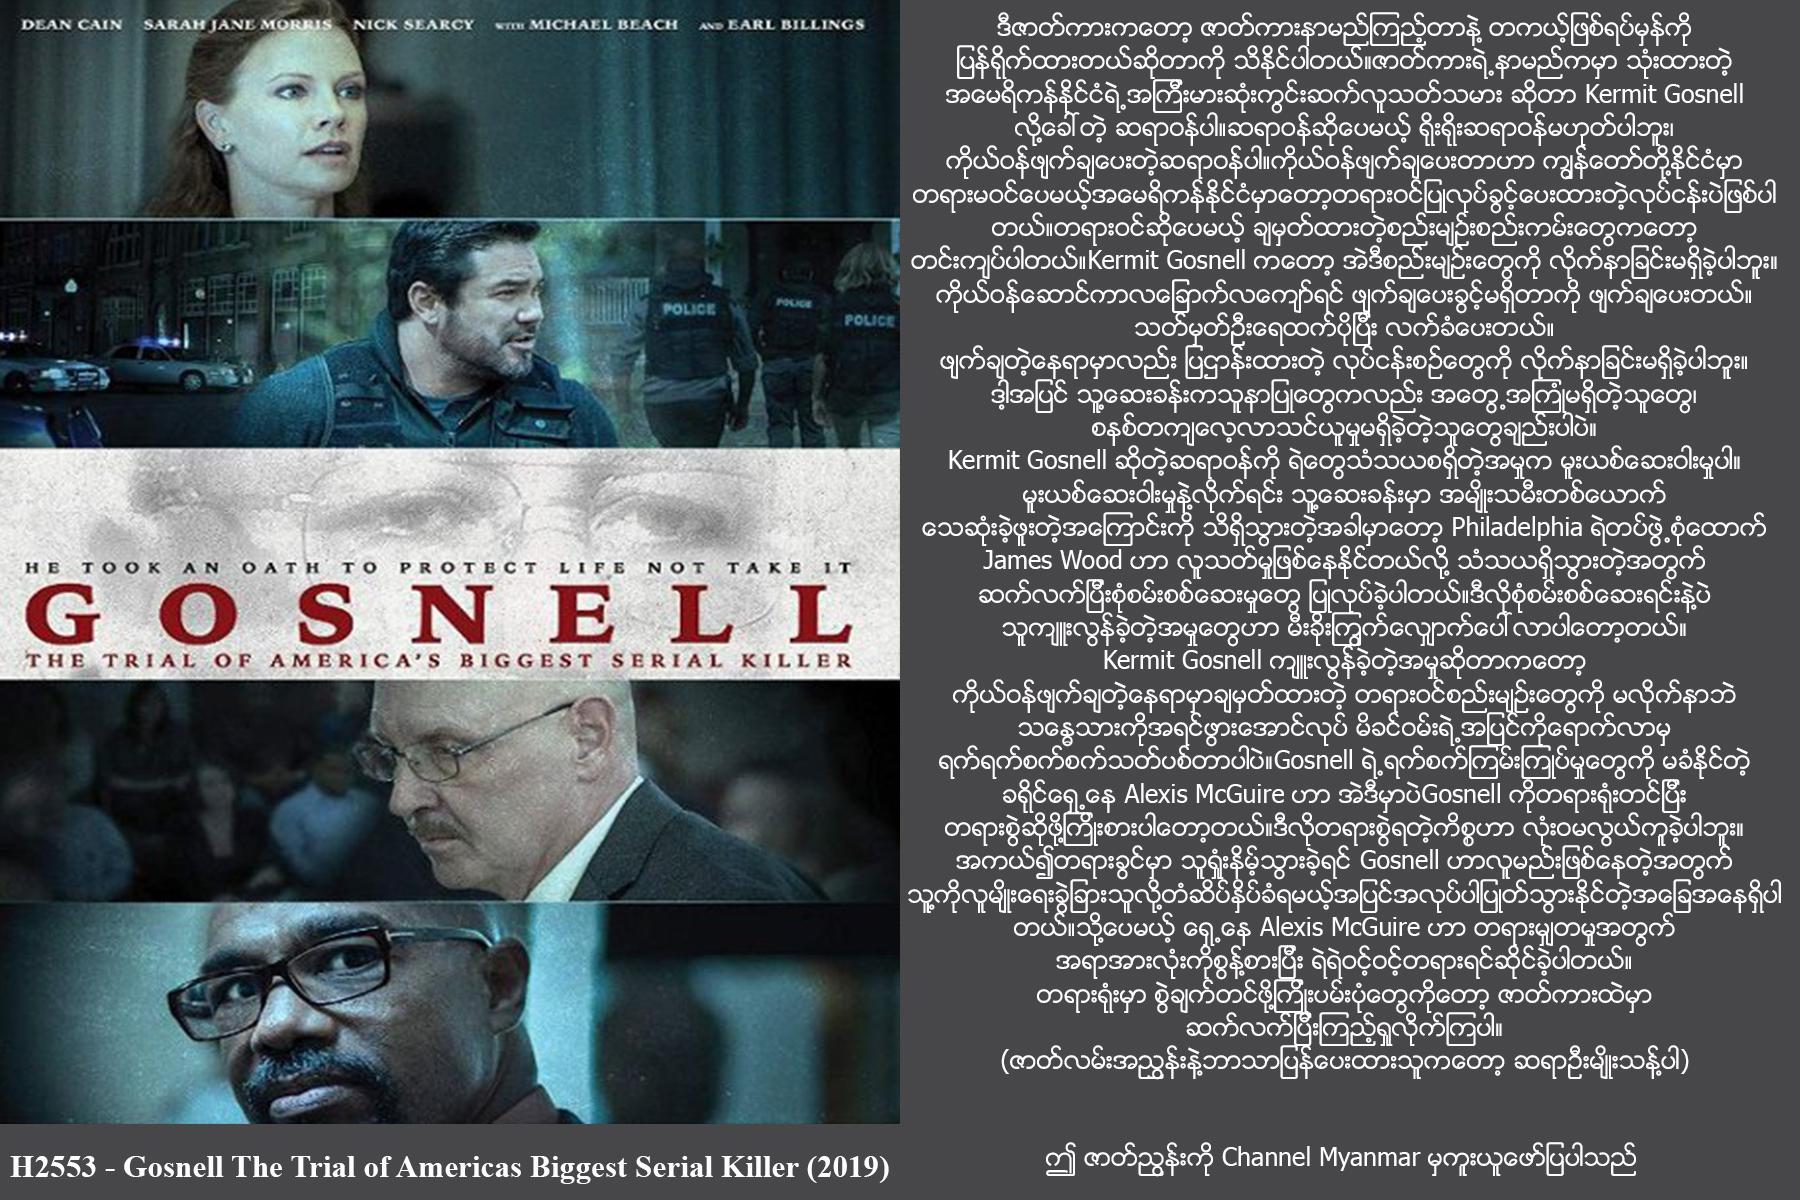 DEAN CAIN SARAH JANE MORRIS NICK SEARCY WITH MICHAEL BEACH AND EARL BILLINGS
POLICE
POLICE
POLICE
HE TOOK AN OATH TO PROTECT LIFE NOT TAKE IT
GOSNELL
THE TRIAL OF AMERICA'S BIGGEST SERIAL KILLER
H2553 - Gosnell The Trial of Americas Biggest Serial Killer (2019)
ဒီဇာတ်ကားကတော့ ဇာတ်ကားနာမည်ကြည့်တာနဲ့ တကယ့်ဖြစ်ရပ်မှန်ကို
ပြန်ရိုက်ထားတယ်ဆိုတာကို သိနိုင်ပါတယ်။ဇာတ်ကားရဲ့နာမည်ကမှာ သုံးထားတဲ့
အမေရိကန်နိုင်ငံရဲ့အကြီးမားဆုံးကွင်းဆက်လူသတ်သမား ဆိုတာ Kermit Gosnell
လို့ခေါ်တဲ့ ဆရာဝန်ပါ။ဆရာဝန်ဆိုပေမယ့် ရိုးရိုးဆရာဝန်မဟုတ်ပါဘူး၊
ကိုယ်ဝန်ဖျက်ချပေးတဲ့ဆရာဝန်ပါ။ကိုယ်ဝန်ဖျက်ချပေးတာဟာ ကျွန်တော်တို့နိုင်ငံမှာ
တရားမဝင်ပေမယ့်အမေရိကန်နိုင်ငံမှာတော့တရားဝင်ပြုလုပ်ခွင့်ပေးထားတဲ့လုပ်ငန်းပဲဖြစ်ပါ
တယ်။တရားဝင်ဆိုပေမယ့် ချမှတ်ထားတဲ့စည်းမျဉ်းစည်းကမ်းတွေကတော့
တင်းကျပ်ပါတယ်။Kermit Gosnell ကတော့ အဲဒီစည်းမျဉ်းတွေကို လိုက်နာခြင်းမရှိခဲ့ပါဘူး။
ကိုယ်ဝန်ဆောင်ကာလခြောက်လကျော်ရင် ဖျက်ချပေးခွင့်မရှိတာကို ဖျက်ချပေးတယ်။
သတ်မှတ်ဦးရေထက်ပိုပြီး လက်ခံပေးတယ်။
ဖျက်ချတဲ့နေရာမှာလည်း ပြဌာန်းထားတဲ့ လုပ်ငန်းစဉ်တွေကို လိုက်နာခြင်းမရှိခဲ့ပါဘူး။
ဒါ့အပြင် သူ့ဆေးခန်းကသူနာပြုတွေကလည်း အတွေ့အကြုံမရှိတဲ့သူတွေ၊
စနစ်တကျလေ့လာသင်ယူမှုမရှိခဲ့တဲ့သူတွေချည်းပါပဲ။
Kermit Gosnell ဆိုတဲ့ဆရာဝန်ကို ရဲတွေသံသယစရှိတဲ့အမှုက မူးယစ်ဆေးဝါးမှုပါ။
မူးယစ်ဆေးဝါးမှုနဲ့လိုက်ရင်း သူ့ဆေးခန်းမှာ အမျိုးသမီးတစ်ယောက်
သေဆုံးခဲ့ဖူးတဲ့အကြောင်းကို သိရှိသွားတဲ့အခါမှာတော့ Philadelphia ရဲတပ်ဖွဲ့စုံထောက်
James Wood ဟာ လူသတ်မှုဖြစ်နေနိုင်တယ်လို့ သံသယရှိသွားတဲ့အတွက်
ဆက်လက်ပြီးစုံစမ်းစစ်ဆေးမှုတွေ ပြုလုပ်ခဲ့ပါတယ်။ဒီလိုစုံစမ်းစစ်ဆေးရင်းနဲ့ပဲ
သူကျူးလွန်ခဲ့တဲ့အမှုတွေဟာ မီးခိုးကြွက်လျှောက်ပေါ်လာပါတော့တယ်။
Kermit Gosnell ကျူးလွန်ခဲ့တဲ့အမှုဆိုတာကတော့
ကိုယ်ဝန်ဖျက်ချတဲ့နေရာမှာချမှတ်ထားတဲ့ တရားဝင်စည်းမျဉ်းတွေကို မလိုက်နာဘဲ
သန္ဓေသားကိုအရင်ဖွားအောင်လုပ် မိခင်ဝမ်းရဲ့အပြင်ကိုရောက်လာမှ
ရက်ရက်စက်စက်သတ်ပစ်တာပါပဲ။Gosnell ရဲ့ရက်စက်ကြမ်းကြုပ်မှုတွေကို မခံနိုင်တဲ့
ခရိုင်ရှေ့နေ Alexis McGuire ဟာ အဲဒီမှာပဲGosnell ကိုတရားရုံးတင်ပြီး
တရားစွဲဆိုဖို့ကြိုးစားပါတော့တယ်။ဒီလိုတရားစွဲရတဲ့ကိစ္စဟာ လုံးဝမလွယ်ကူခဲ့ပါဘူး။
အကယ်၍တရားခွင်မှာ သူရှုံးနိမ့်သွားခဲ့ရင် Gosnell ဟာလူမည်းဖြစ်နေတဲ့အတွက်
သူ့ကိုလူမျိုးရေးခွဲခြားသူလို့တံဆိပ်နှိပ်ခံရမယ့်အပြင်အလုပ်ပါပြုတ်သွားနိုင်တဲ့အခြေအနေရှိပါ
တယ်။သို့ပေမယ့် ရှေ့နေ Alexis McGuire ဟာ တရားမျှတမှုအတွက်
အရာအားလုံးကိုစွန့်စားပြီး ရဲရဲဝင့်ဝင့်တရားရင်ဆိုင်ခဲ့ပါတယ်။
တရားရုံးမှာ စွဲချက်တင်ဖို့ကြိုးပမ်းပုံတွေကိုတော့ ဇာတ်ကားထဲမှာ
ဆက်လက်ပြီးကြည့်ရှုလိုက်ကြပါ။
(ဇာတ်လမ်းအညွှန်းနဲ့ဘာသာပြန်ပေးထားသူကတော့ ဆရာဦးမျိုးသန့်ပါ)
ဤ ဇာတ်ညွှန်းကို Channel Myanmar မှကူးယူဖော်ပြပါသည်